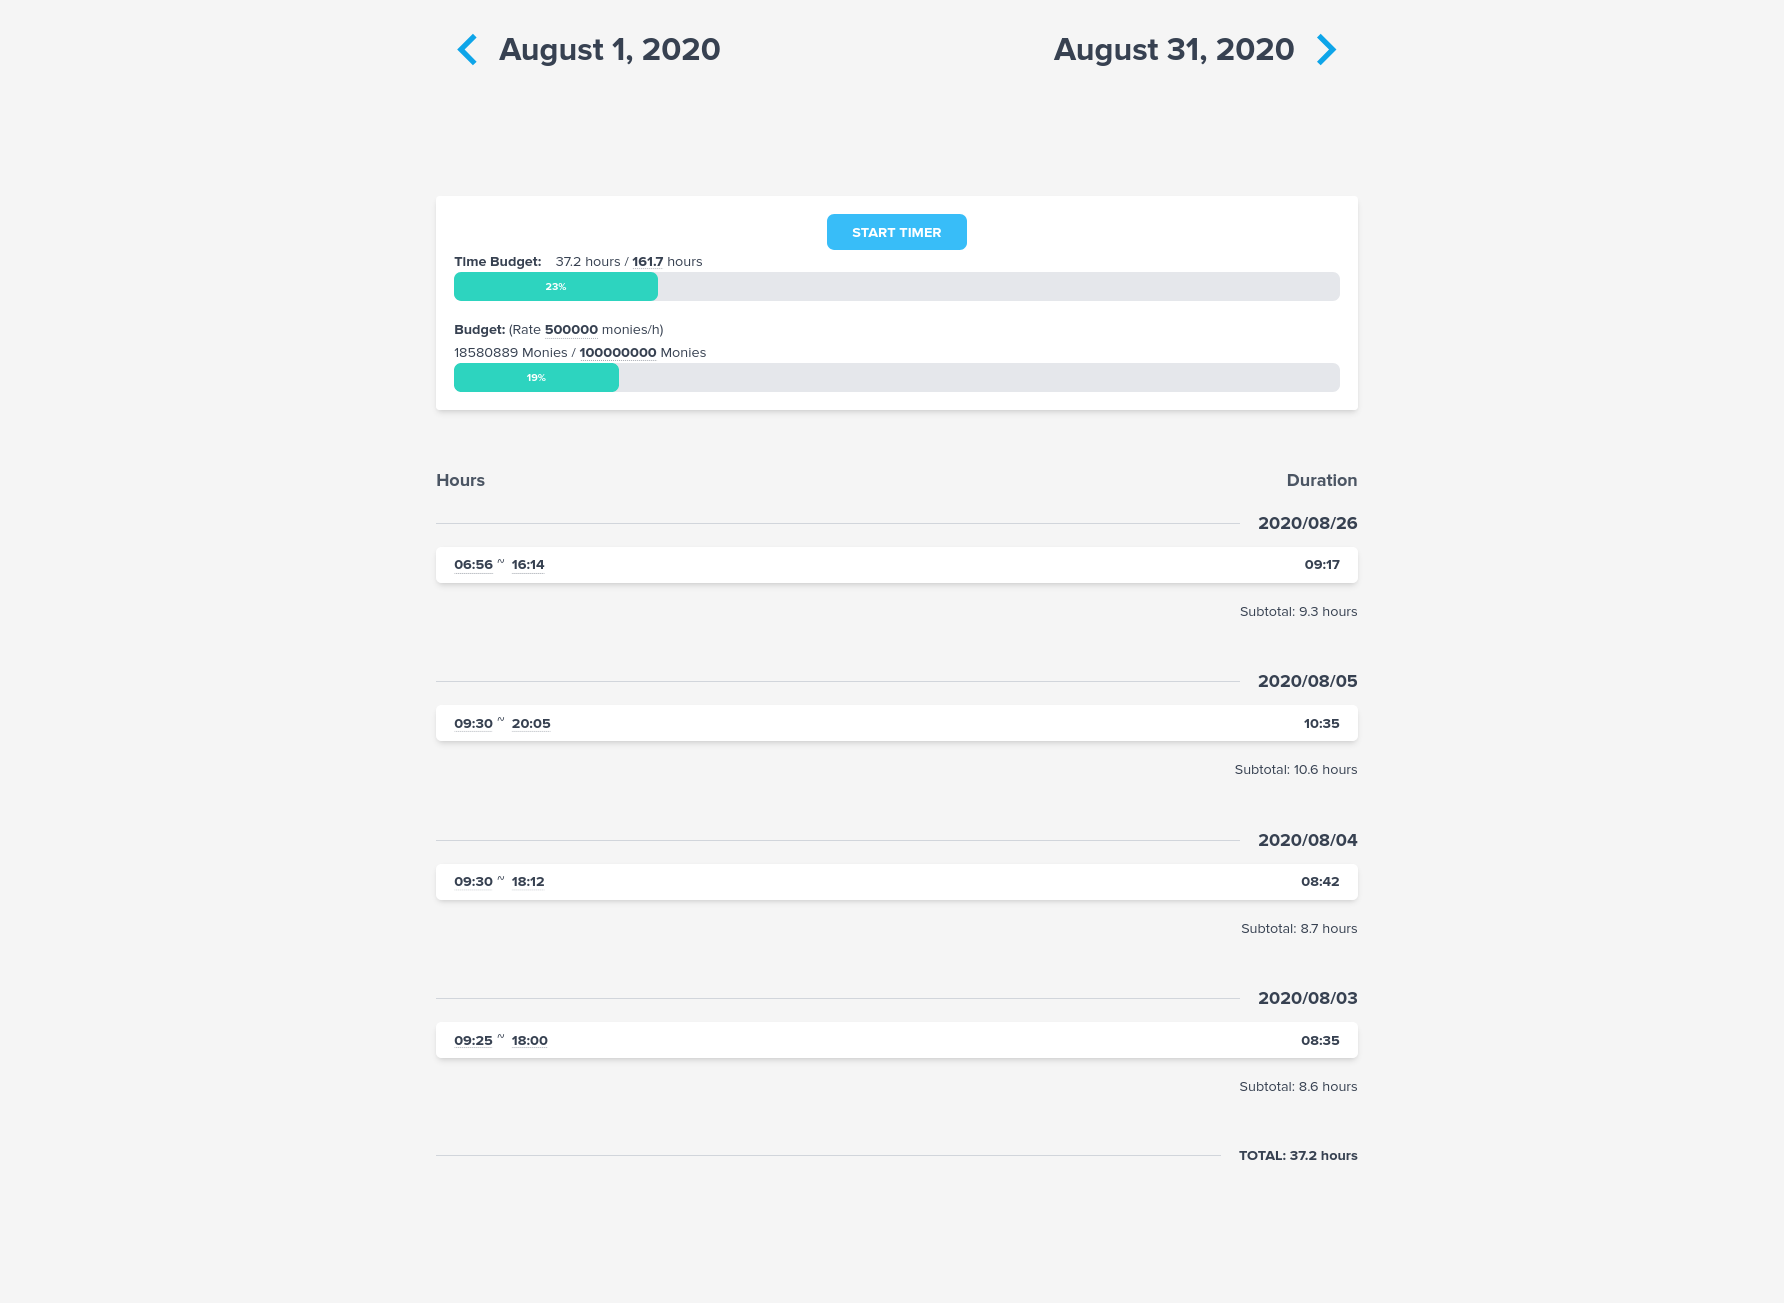 August 1, 2020 August 31, 2020
START TIMER
Time Budget: 37.2 hours / 161.7 hours
23%
Budget: (Rate 500000 monies/h)
18580889 Monies / 100000000 Monies
19%
Hours Duration
2020/08/26
06:56 ~ 16:14 09:17
Subtotal: 9.3 hours
2020/08/05
09:30 ~ 20:05 10:35
Subtotal: 10.6 hours
2020/08/04
09:30 ~ 18:12 08:42
Subtotal: 8.7 hours
2020/08/03
09:25 ~ 18:00 08:35
Subtotal: 8.6 hours
TOTAL: 37.2 hours